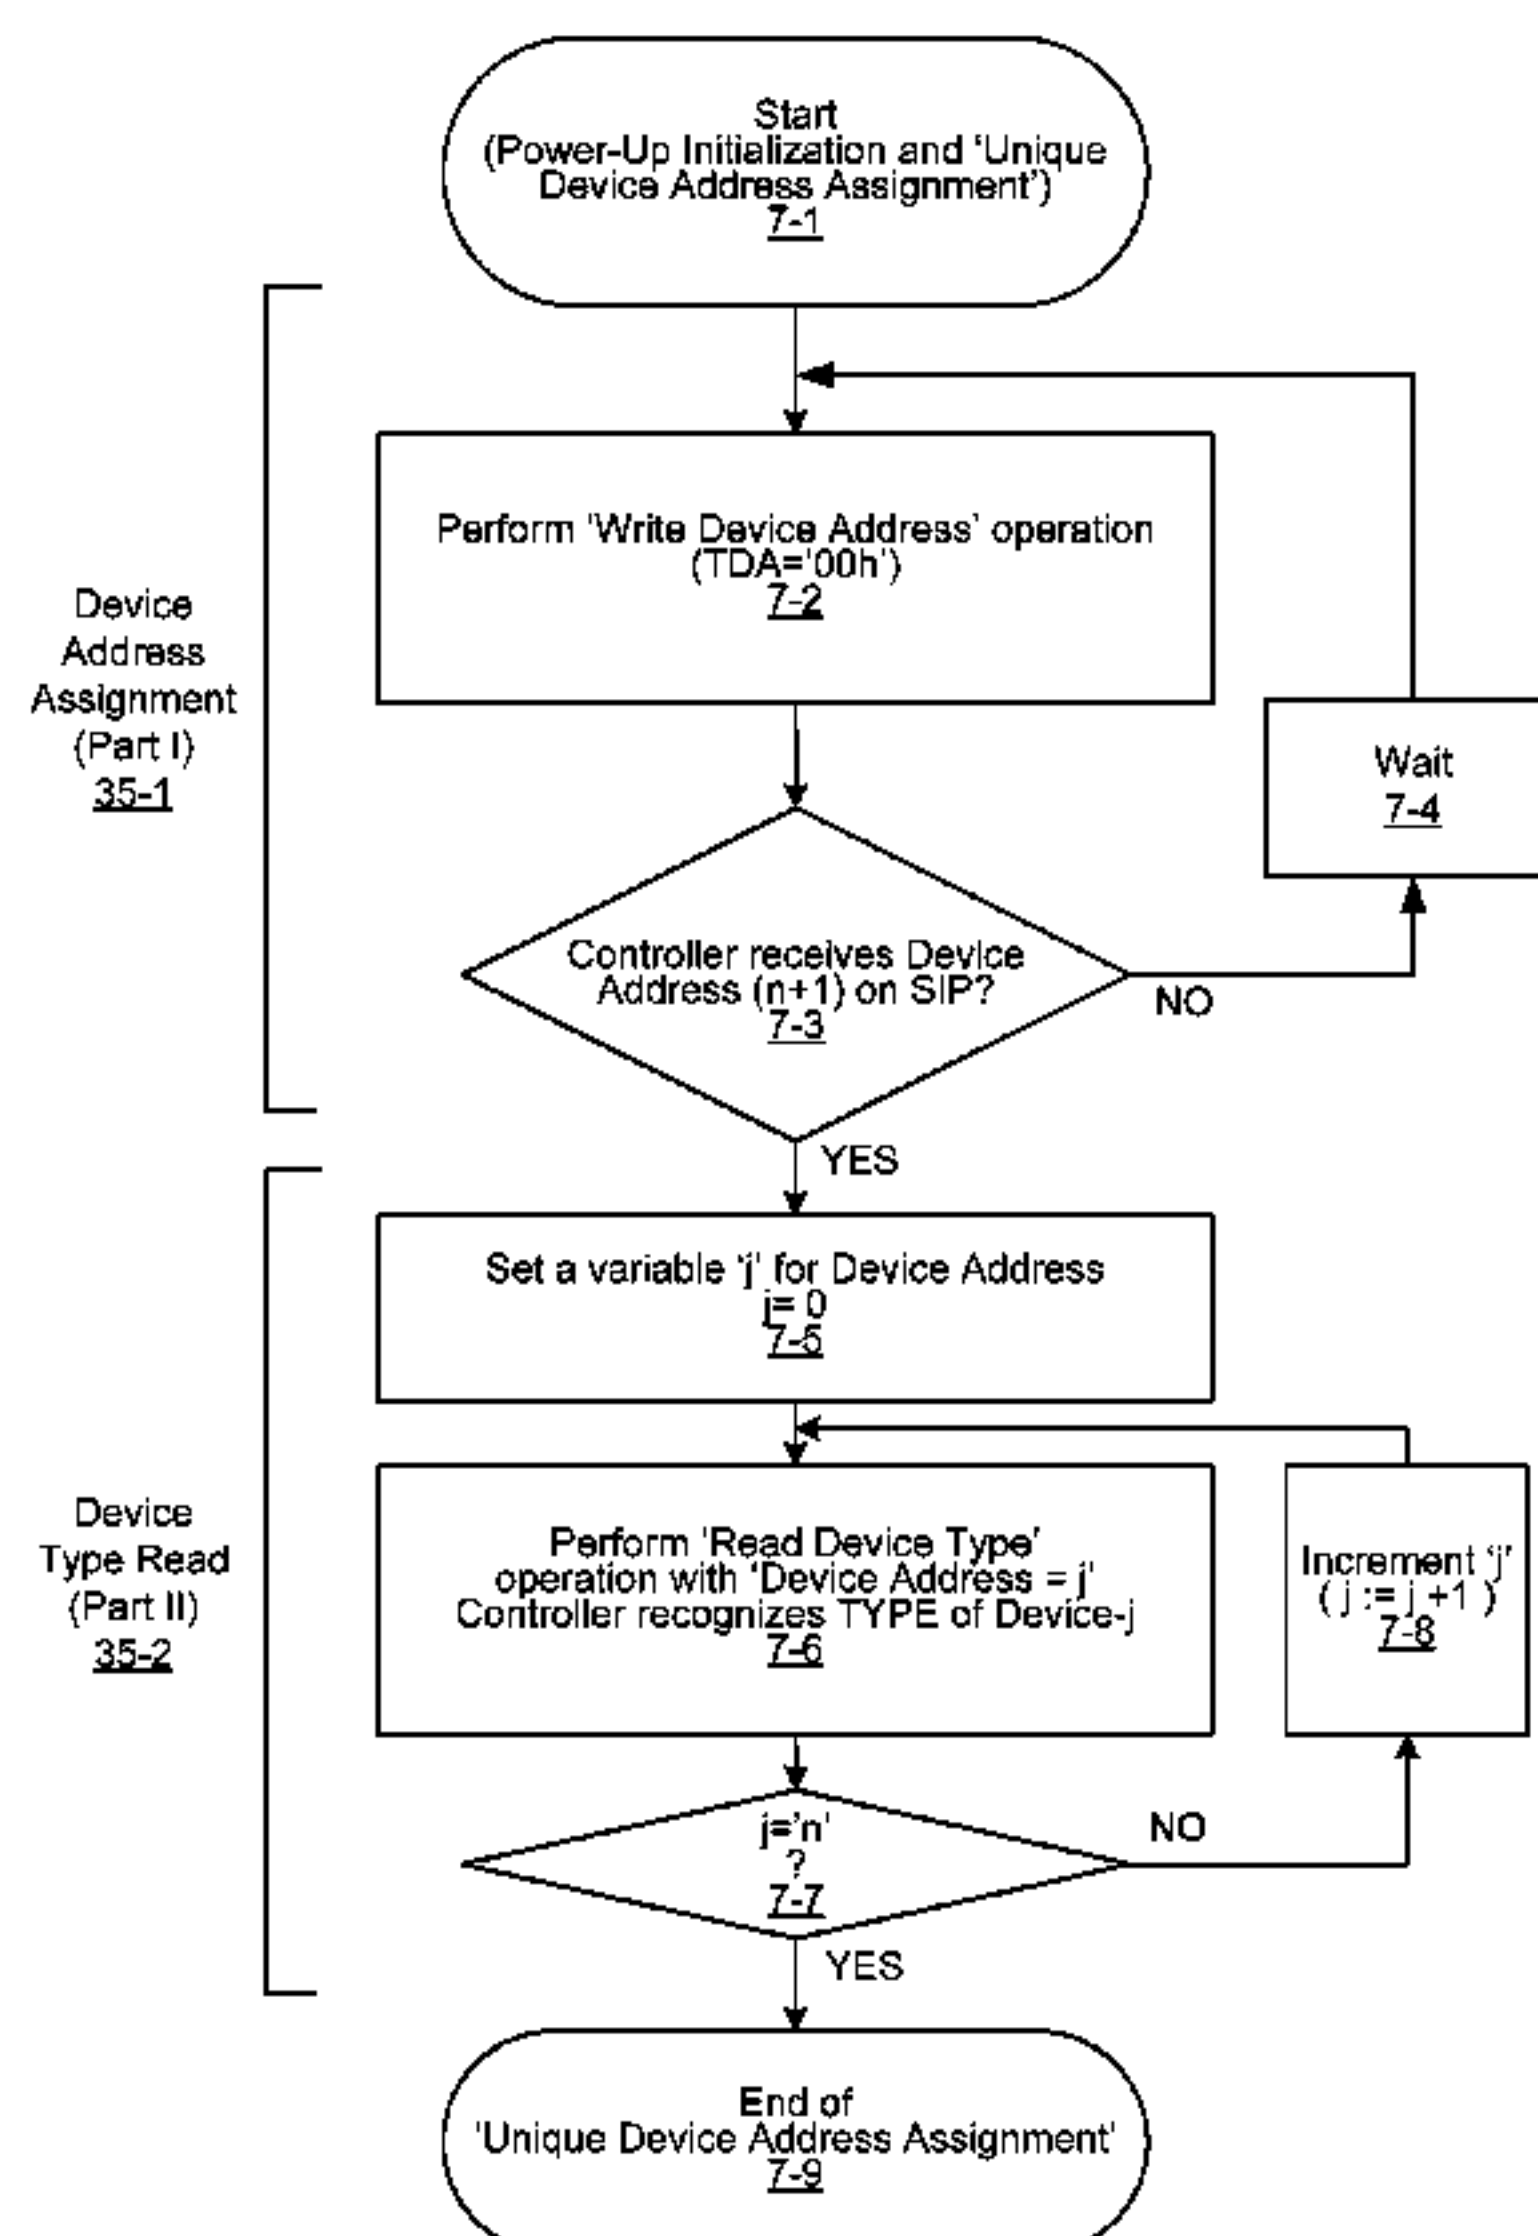 Start
(Power-Up Initialization and ‘Unique
Device Address Assignment’)
7-1
Device
Address
Assignment
(Part I)
35-1
Perform ‘Write Device Address’ operation
(TDA=’00h’)
7-2
Wait
7-4
Controller receives Device
Address (n+1) on SIP?
7-3
NO
YES
Device
Type Read
(Part II)
35-2
Set a variable ‘j’ for Device Address
j= 0
7-5
Perform ‘Read Device Type’
operation with ‘Device Address = j’
Controller recognizes TYPE of Device-j
7-6
Increment ‘j’
( j := j +1 )
7-8
j=’n’
?
7-7
NO
YES
End of
‘Unique Device Address Assignment’
7-9